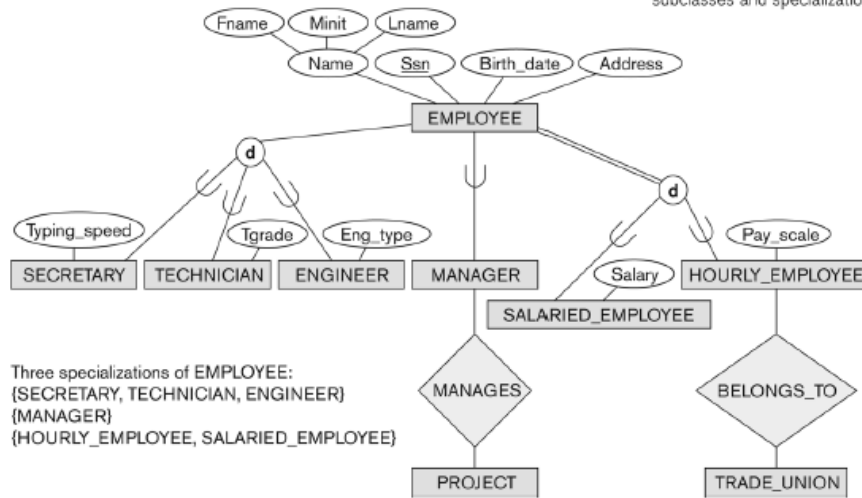 subclasses and specializatio
Fname Minit Lname
Name Ssn Birth_date Address
EMPLOYEE
d
d
Typing_speed Tgrade Eng_type Pay_scale
SECRETARY TECHNICIAN ENGINEER MANAGER Salary HOURLY_EMPLOYEE
SALARIED_EMPLOYEE
Three specializations of EMPLOYEE:
{SECRETARY, TECHNICIAN, ENGINEER}
{MANAGER}
{HOURLY_EMPLOYEE, SALARIED_EMPLOYEE}
MANAGES BELONGS_TO
PROJECT TRADE_UNION